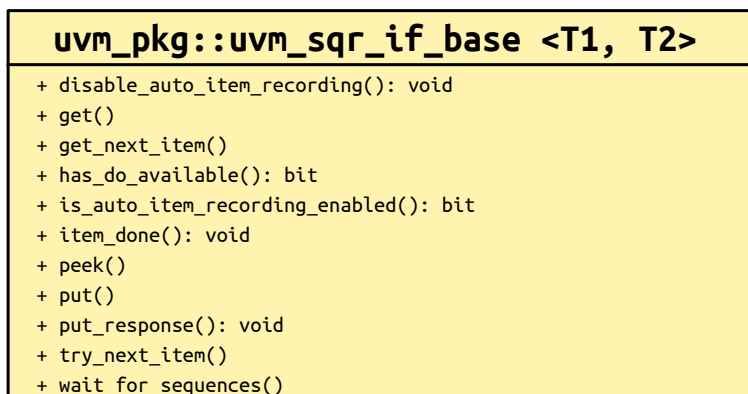 uvm_pkg::uvm_sqr_if_base <T1, T2>
+ disable_auto_item_recording(): void
+ get()
+ get_next_item()
+ has_do_available(): bit
+ is_auto_item_recording_enabled(): bit
+ item_done(): void
+ peek()
+ put()
+ put_response(): void
+ try_next_item()
+ wait_for_sequences()